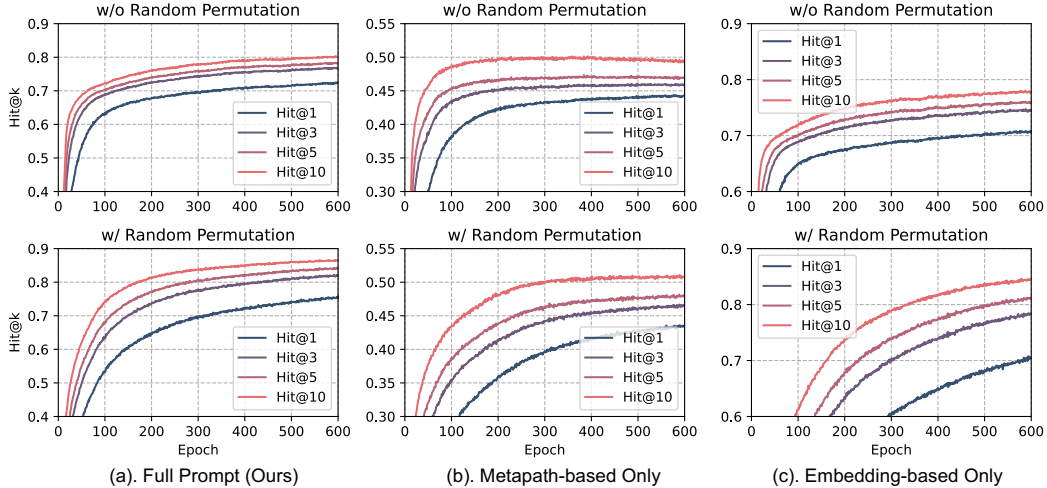 w/o Random Permutation
w/o Random Permutation
w/o Random Permutation
Hit@k
0.9
0.8
0.7
0.6
0.5
0.4
0 100 200 300 400 500 600
Hit@1
Hit@3
Hit@5
Hit@10
0.55
0.50
0.45
0.40
0.35
0.30
0 100 200 300 400 500 600
Hit@1
Hit@3
Hit@5
Hit@10
0.9
0.8
0.7
0.6
0 100 200 300 400 500 600
Hit@1
Hit@3
Hit@5
Hit@10
w/ Random Permutation
w/ Random Permutation
w/ Random Permutation
Hit@k
0.9
0.8
0.7
0.6
0.5
0.4
0 100 200 300 400 500 600
Hit@1
Hit@3
Hit@5
Hit@10
Epoch
0.55
0.50
0.45
0.40
0.35
0.30
0 100 200 300 400 500 600
Hit@1
Hit@3
Hit@5
Hit@10
Epoch
0.9
0.8
0.7
0.6
0 100 200 300 400 500 600
Hit@1
Hit@3
Hit@5
Hit@10
Epoch
(a). Full Prompt (Ours)
(b). Metapath-based Only
(c). Embedding-based Only